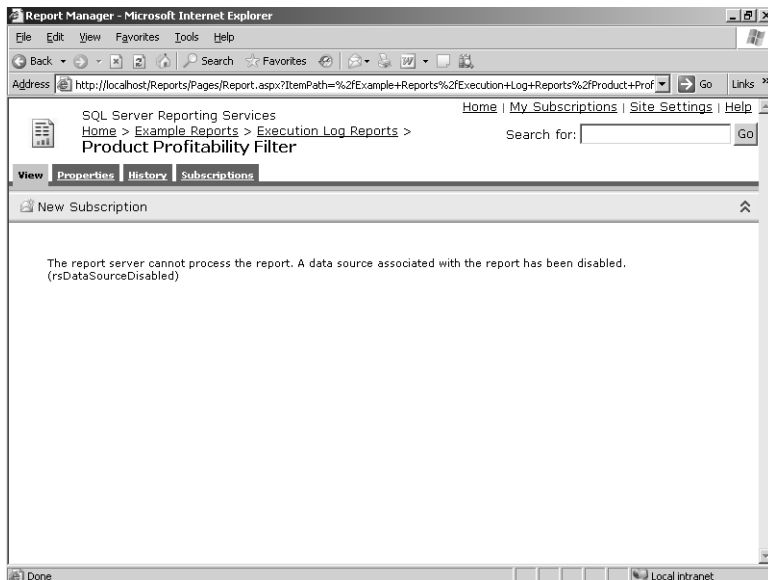 Report Manager - Microsoft Internet Explorer
File Edit View Favorites Tools Help
Back Search Favorites
Address http://localhost/Reports/Pages/Report.aspx?ItemPath=%2fExample+Reports%2fExecution+Log+Reports%2fProduct+Prof Go Links »
Home | My Subscriptions | Site Settings | Help
SQL Server Reporting Services
Home > Example Reports > Execution Log Reports >
Search for: Go
Product Profitability Filter
View Properties History Subscriptions
New Subscription
The report server cannot process the report. A data source associated with the report has been disabled.
(rsDataSourceDisabled)
Done Local intranet